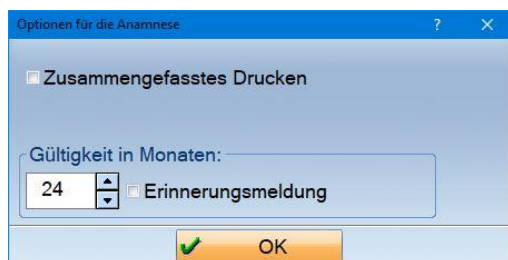 Optionen für die Anamnese ? ×
Zusammengefasstes Drucken
Gültigkeit in Monaten:
24 Erinnerungsmeldung
OK